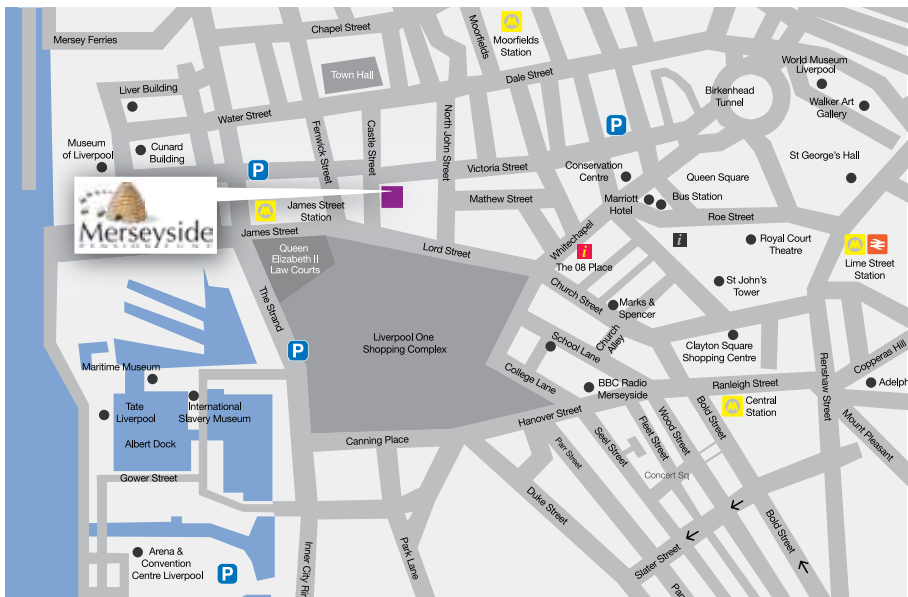 Mersey Ferries
Chapel Street
Moorfields
Moorfields
Station
Town Hall
Dale Street
World Museum
Liverpool
Walker Art
Gallery
Birkenhead
Tunnel
Liver Building
Water Street
Fenwick Street
Castle Street
North John Street
P
Museum
of Liverpool
Cunard
Building
P
Victoria Street
Conservation
Centre
St George's Hall
Queen Square
Marriott
Hotel
Bus Station
Mathew Street
Merseyside
James Street
Station
James Street
Roe Street
Whitechapel
Royal Court
Theatre
Queen
Elizabeth II
Law Courts
Lord Street
i
The 08 Place
i
Lime Street
Station
St John's
Tower
The Strand
Church Street
Marks &
Spencer
Church
Alley
Liverpool One
Shopping Complex
P
School Lane
Clayton Square
Shopping Centre
Renshaw Street
Copperas Hill
Maritime Museum
College Lane
BBC Radio
Merseyside
Ranleigh Street
Adelph
Tate
Liverpool
International
Slavery Museum
Central
Station
Hanover Street
Bold Street
Wood Street
Fleet Street
Seel Street
Parr Street
Mount Pleasant
Albert Dock
Canning Place
Concert Sq
Gower Street
Duke Street
Bold Street
Slater Street
Inner City Rin
Park Lane
Arena &
Convention
Centre Liverpool
P
Par